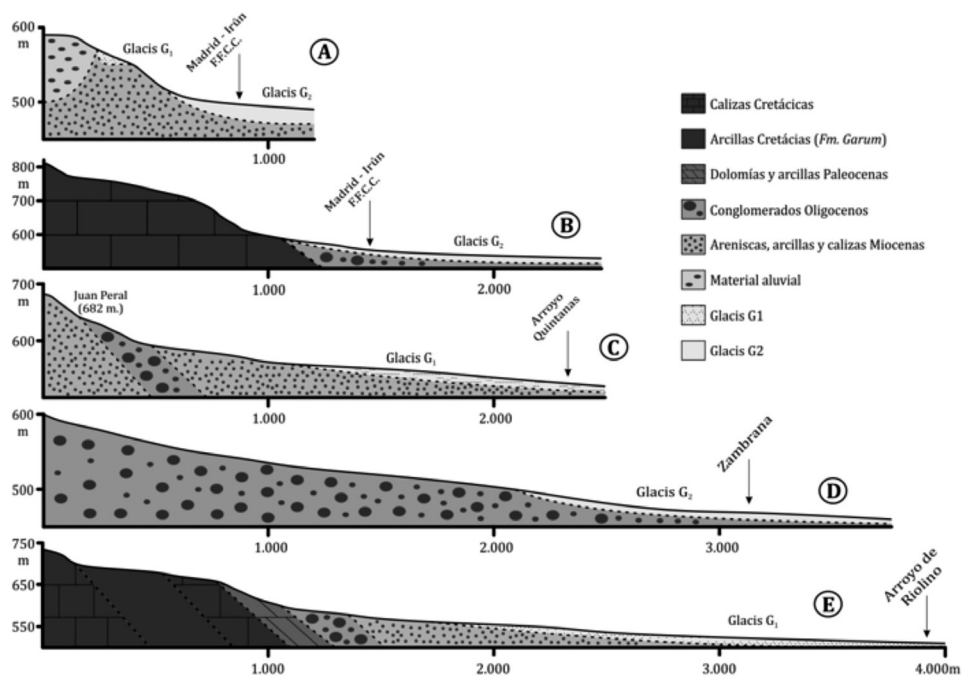 600
m
500
Glacis G₁
Madrid - Irún
F.F.C.C.
Glacis G₂
A
1.000
800
m
700
600
Madrid - Irún
F.F.C.C.
Glacis G₂
B
1.000
2.000
700
m
600
Juan Peral
(682 m.)
Glacis G₁
Arroyo
Quintanas
C
1.000
2.000
600
m
500
Glacis G₂
Zambrana
D
1.000
2.000
3.000
750
m
650
550
Glacis G₁
E
Arroyo de
Riolino
1.000
2.000
3.000
4.000m
Calizas Cretácicas
Arcillas Cretácias (Fm. Garum)
Dolomías y arcillas Paleocenas
Conglomerados Oligocenos
Areniscas, arcillas y calizas Miocenas
Material aluvial
Glacis G1
Glacis G2